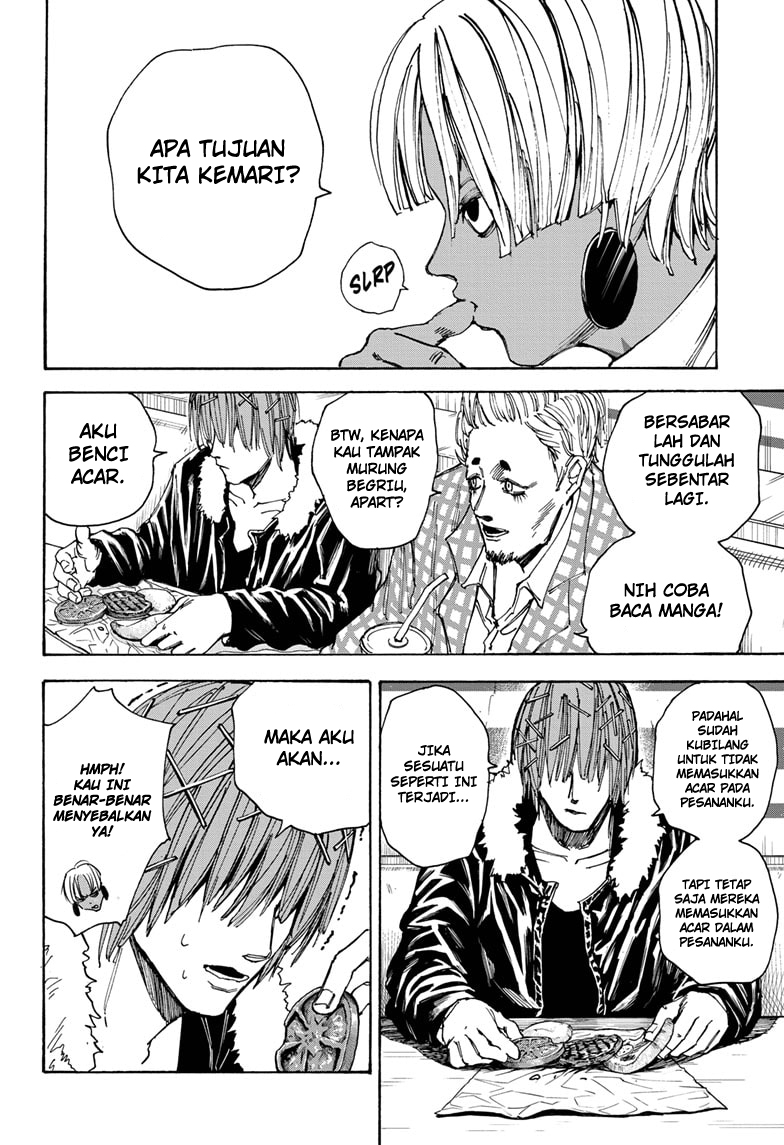 APA TUJUAN
KITA KEMARI?
SLRP
BERSABAR
LAH DAN
TUNGGULAH
SEBENTAR
LAGI.
NIH COBA
BACA MANGA!
BTW, KENAPA
KAU TAMPAK
MURUNG
BEGRIU,
APART?
AKU
BENCI
ACAR.
PADAHAL
SUDAH
KUBILANG
UNTUK TIDAK
MEMASUKKAN
ACAR PADA
PESANANKU.
TAPI TETAP
SAJA MEREKA
MEMASUKKAN
ACAR DALAM
PESANANKU.
JIKA
SESUATU
SEPERTI INI
TERJADI...
MAKA AKU
AKAN...
HMPH!
KAU INI
BENAR-BENAR
MENYEBALKAN
YA!